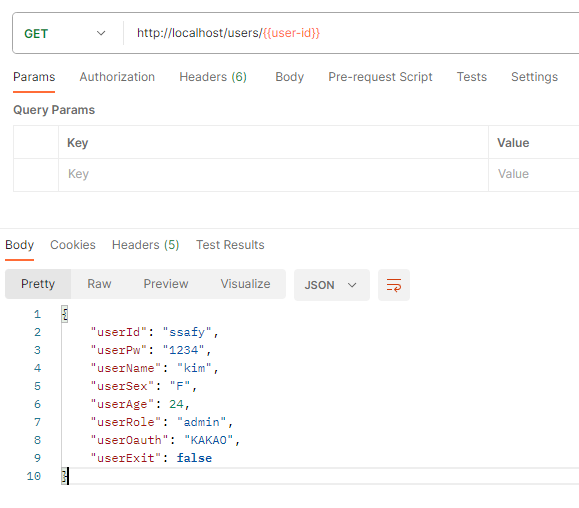 GET http://localhost/users/{{user-id}}
Params Authorization Headers (6) Body Pre-request Script Tests Settings
Query Params
Key Value
Key Value
Body Cookies Headers (5) Test Results
Pretty Raw Preview Visualize JSON
1 {
2 "userId": "ssafy",
3 "userPw": "1234",
4 "userName": "kim",
5 "userSex": "F",
6 "userAge": 24,
7 "userRole": "admin",
8 "userOauth": "KAKAO",
9 "userExit": false
10 }